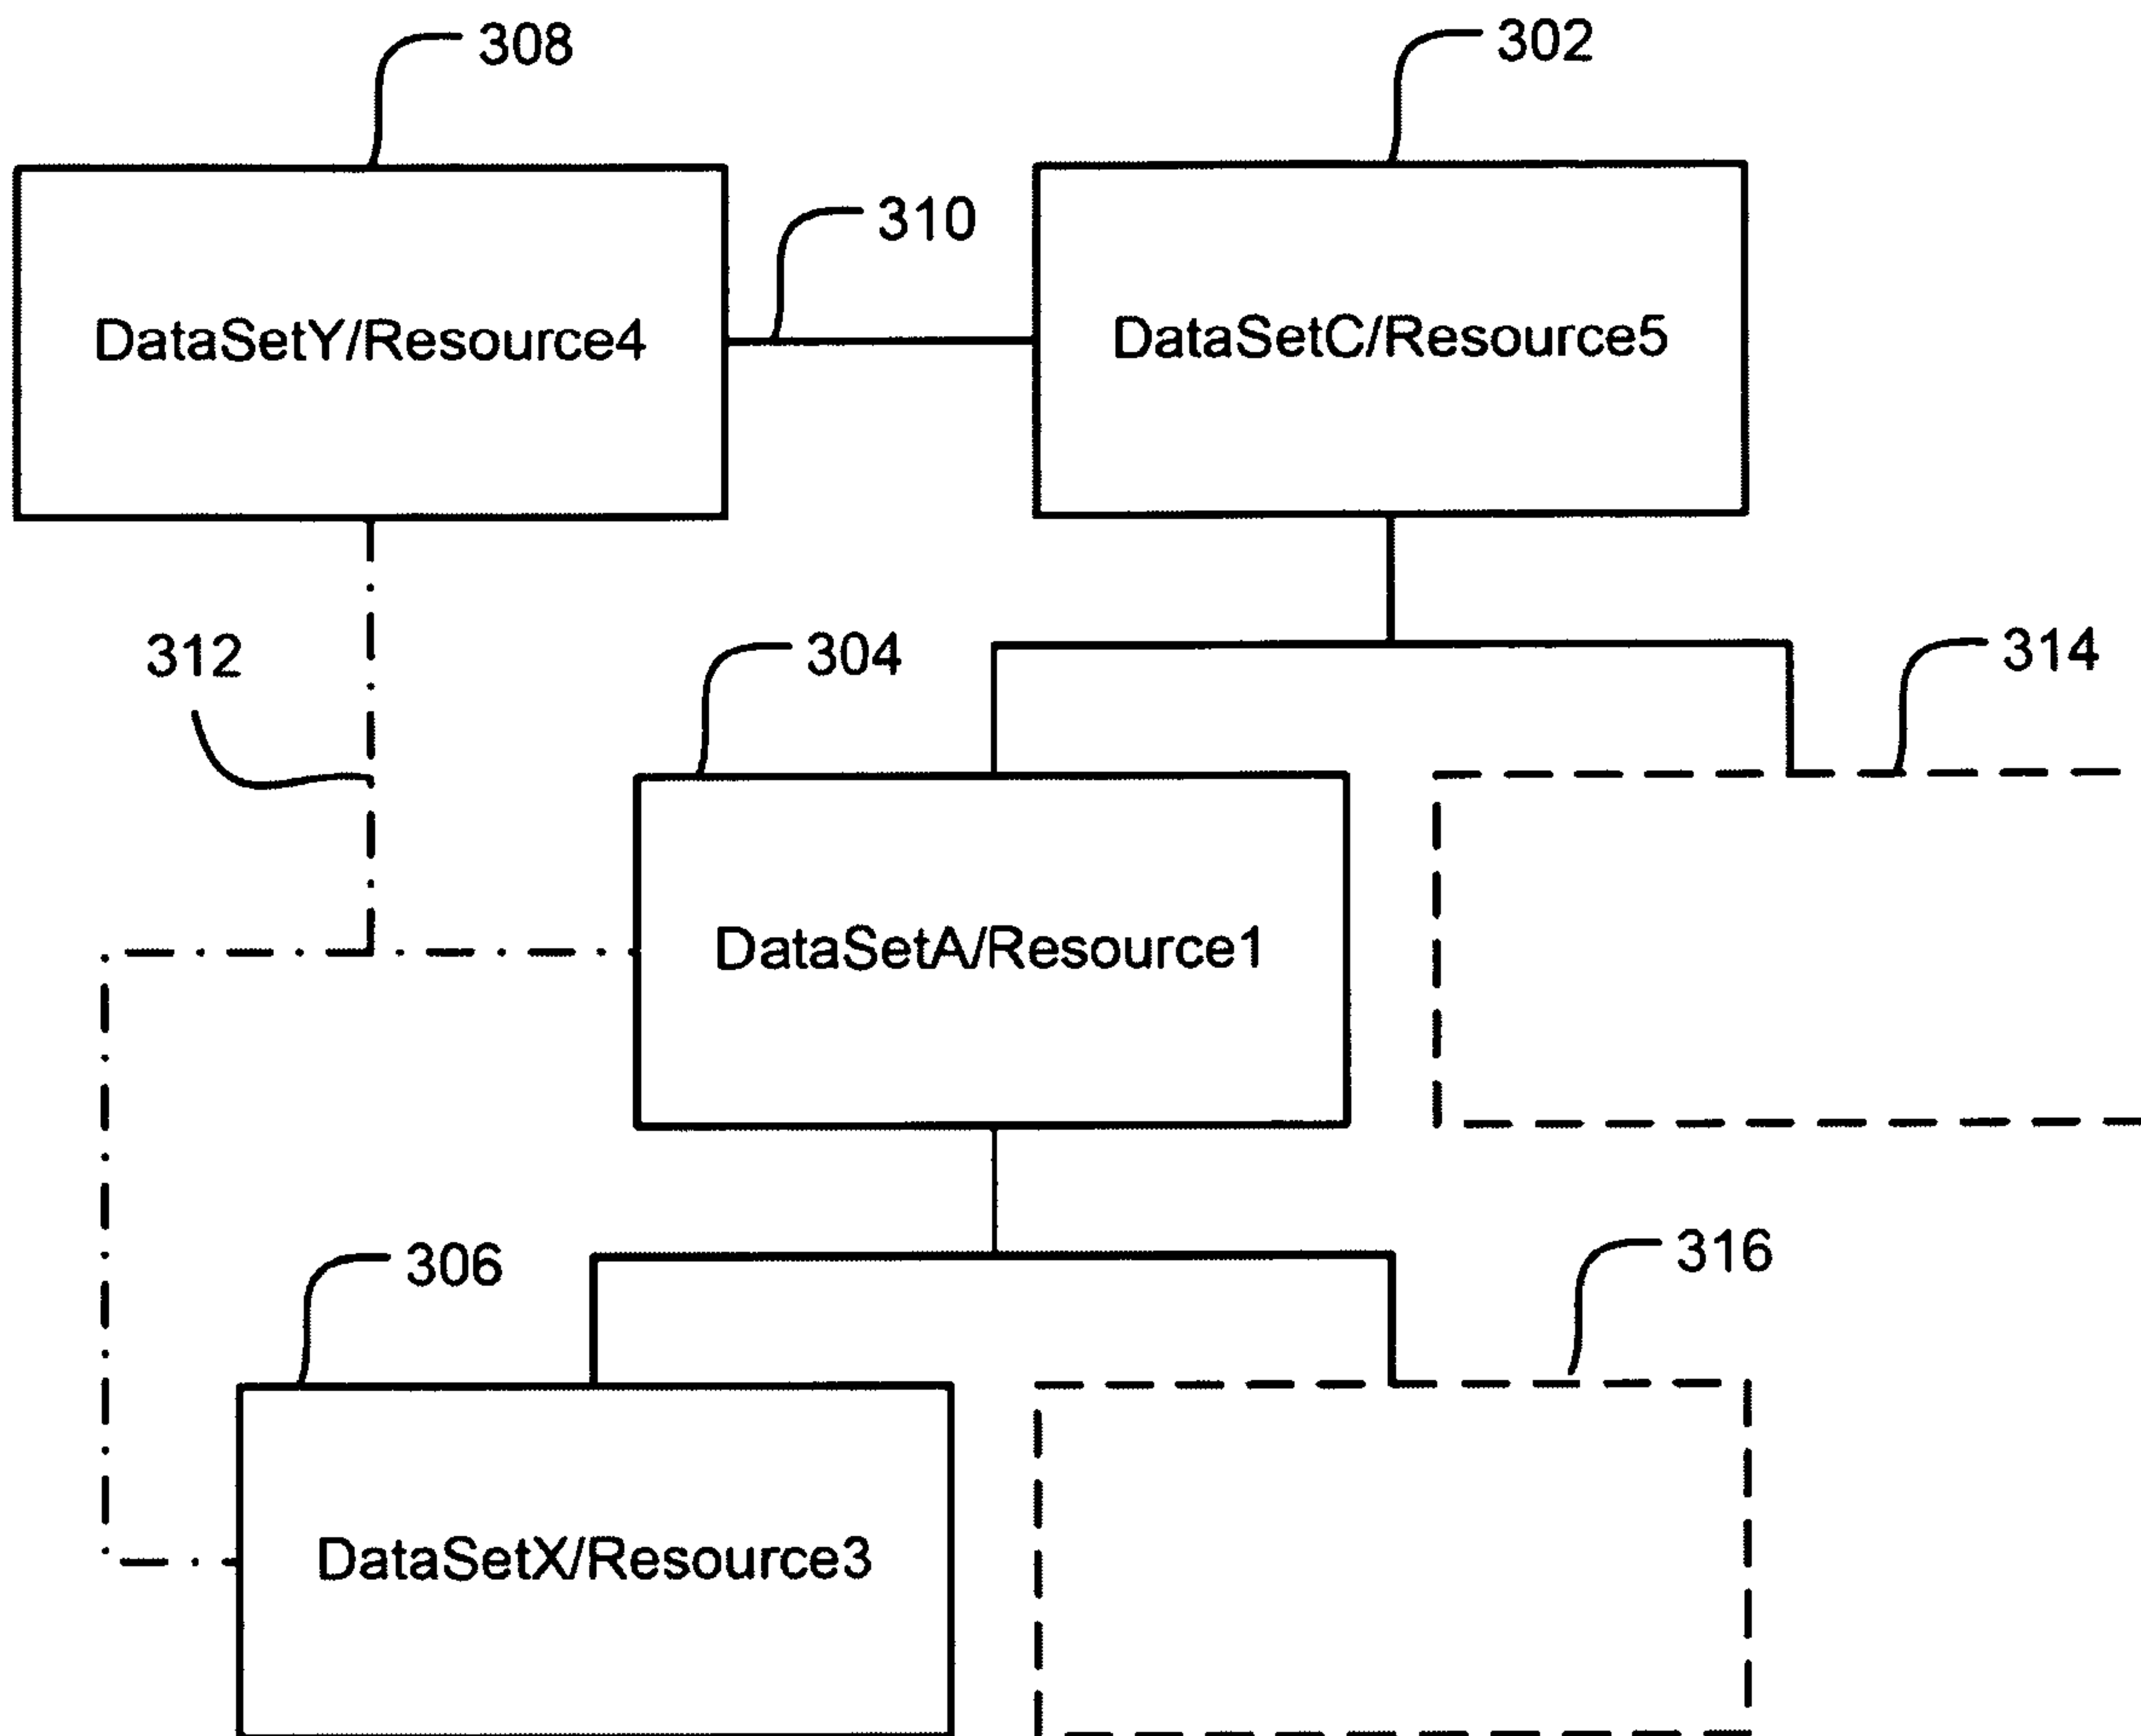 308
302
310
DataSetY/Resource4
DataSetC/Resource5
312
304
314
DataSetA/Resource1
306
316
DataSetX/Resource3